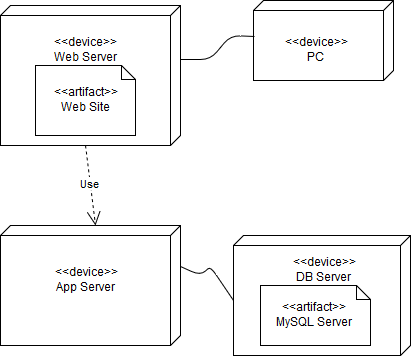 <<device>>
Web Server
<<artifact>>
Web Site
<<device>>
PC
Use
<<device>>
App Server
<<device>>
DB Server
<<artifact>>
MySQL Server